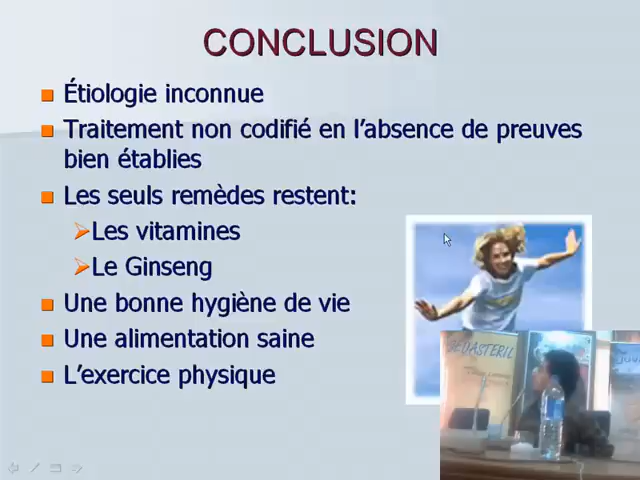 CONCLUSION
Étiologie inconnue
Traitement non codifié en l'absence de preuves
bien établies
Les seuls remèdes restent:
Les vitamines
Le Ginseng
Une bonne hygiène de vie
Une alimentation saine
L'exercice physique